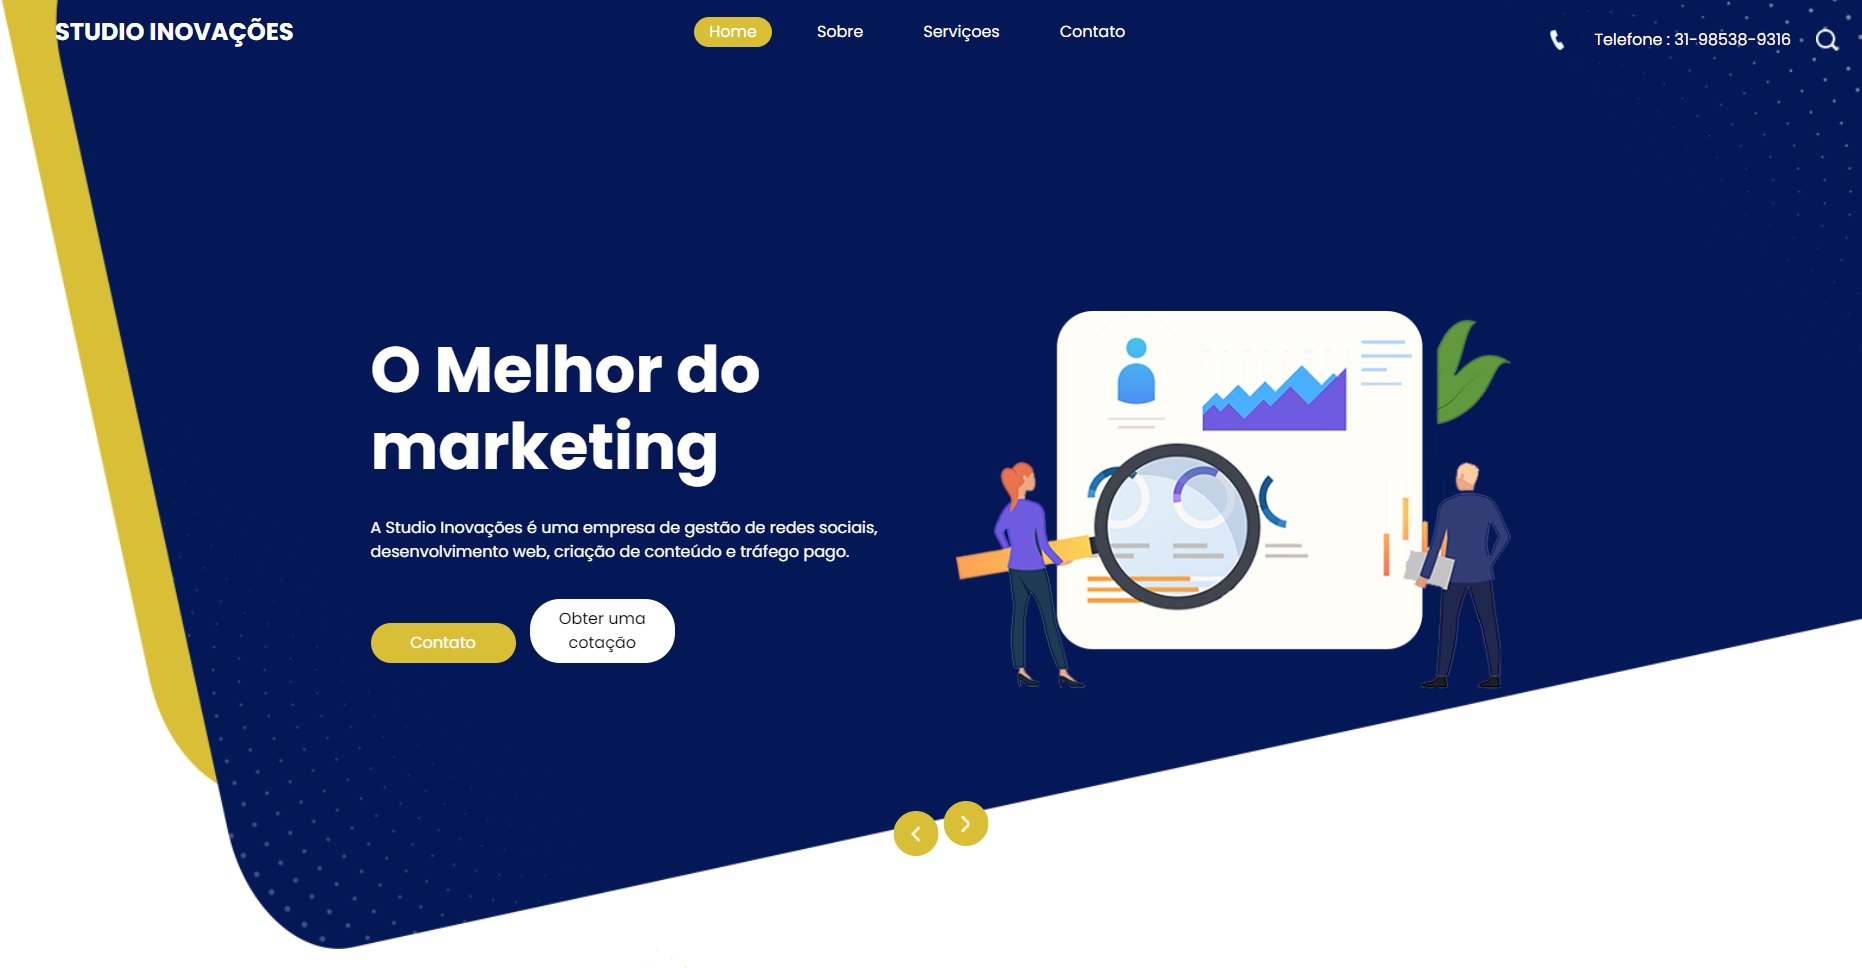 STUDIO INOVAÇÕES
Home
Sobre
Serviçoes
Contato
Telefone : 31-98538-9316
O Melhor do
marketing
A Studio Inovações é uma empresa de gestão de redes sociais,
desenvolvimento web, criação de conteúdo e tráfego pago.
Contato
Obter uma
cotação